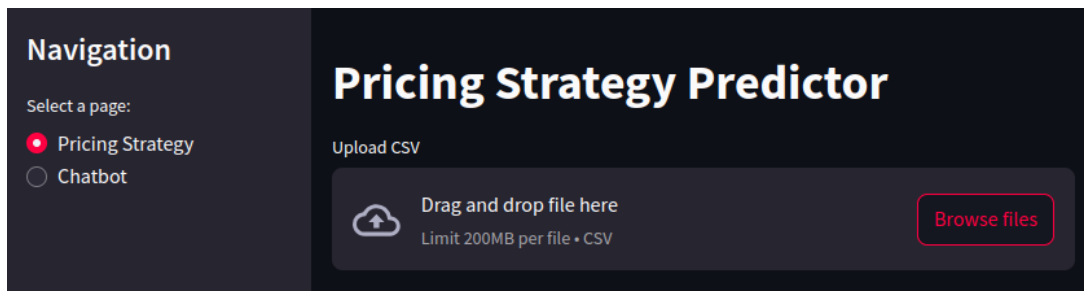 Navigation
Select a page:
Pricing Strategy
Chatbot
Pricing Strategy Predictor
Upload CSV
Drag and drop file here
Limit 200MB per file • CSV
Browse files